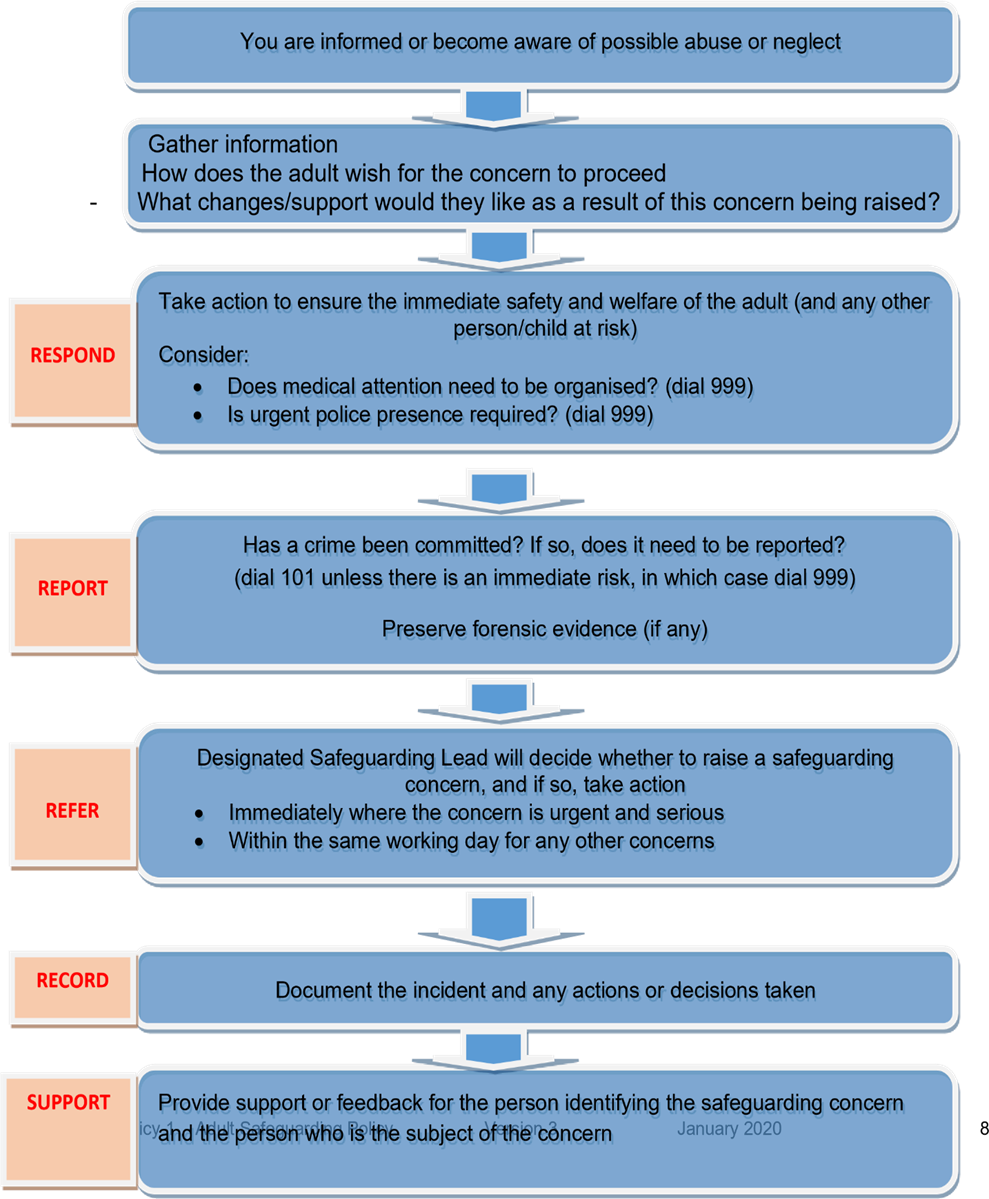 You are informed or become aware of possible abuse or neglect
Gather information
How does the adult wish for the concern to proceed
- What changes/support would they like as a result of this concern being raised?
RESPOND
Take action to ensure the immediate safety and welfare of the adult (and any other
person/child at risk)
Consider:
• Does medical attention need to be organised? (dial 999)
• Is urgent police presence required? (dial 999)
REPORT
Has a crime been committed? If so, does it need to be reported?
(dial 101 unless there is an immediate risk, in which case dial 999)
Preserve forensic evidence (if any)
REFER
Designated Safeguarding Lead will decide whether to raise a safeguarding
concern, and if so, take action
• Immediately where the concern is urgent and serious
• Within the same working day for any other concerns
RECORD
Document the incident and any actions or decisions taken
SUPPORT
Provide support or feedback for the person identifying the safeguarding concern
and the person who is the subject of the concern
icy 1 Adult Safeguarding Policy Version 3 January 2020 8